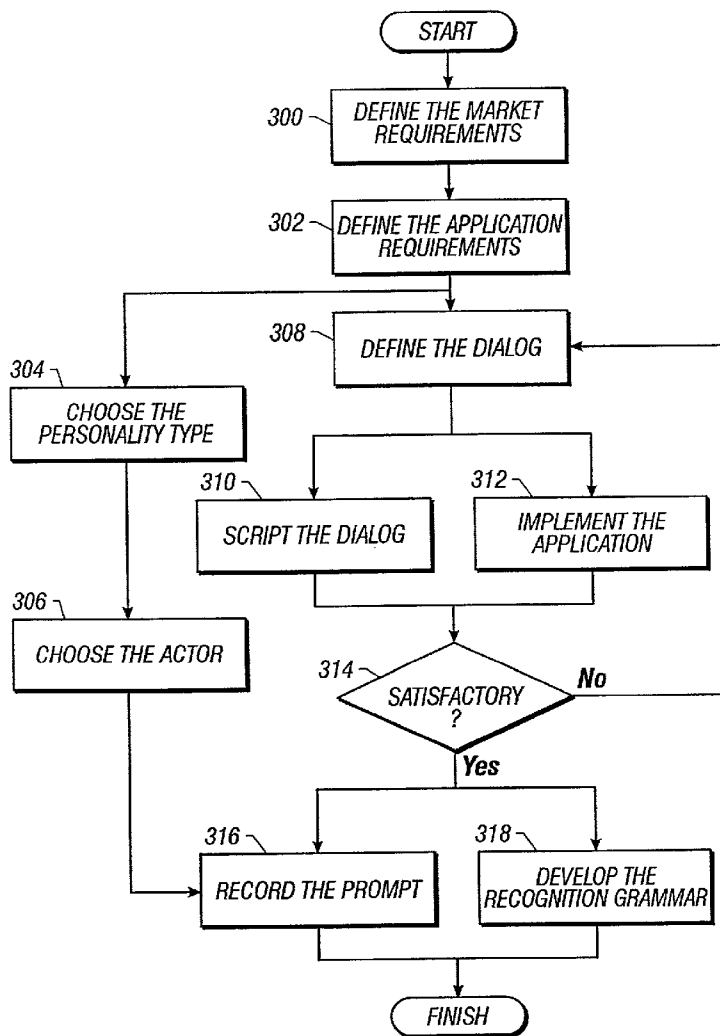 START
300
DEFINE THE MARKET
REQUIREMENTS
302
DEFINE THE APPLICATION
REQUIREMENTS
308
DEFINE THE DIALOG
304
CHOOSE THE
PERSONALITY TYPE
310
SCRIPT THE DIALOG
312
IMPLEMENT THE
APPLICATION
306
CHOOSE THE ACTOR
314
SATISFACTORY
?
No
Yes
316
RECORD THE PROMPT
318
DEVELOP THE
RECOGNITION GRAMMAR
FINISH